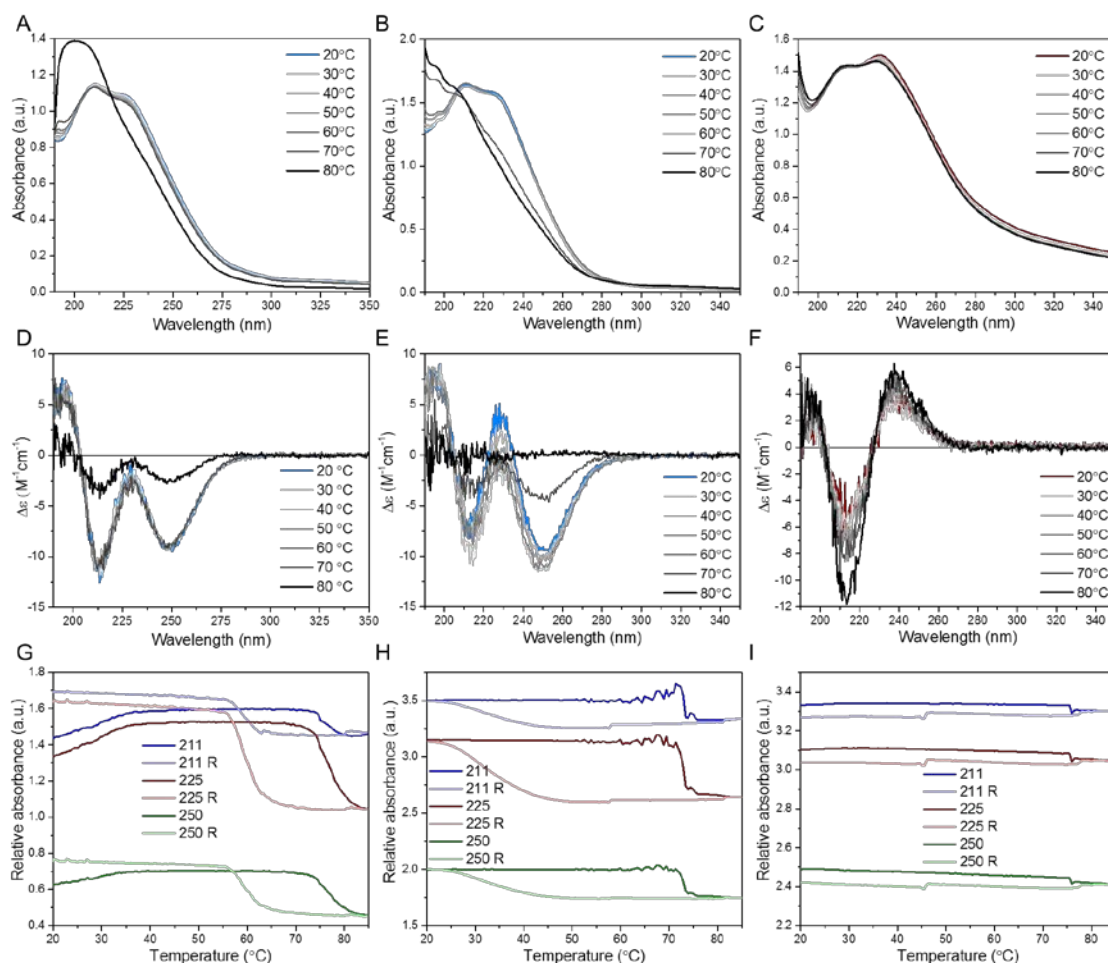 A
1.4
1.2
1.0
0.8
0.6
0.4
0.2
0.0
Absorbance (a.u.)
20°C
30°C
40°C
50°C
60°C
70°C
80°C
200 225 250 275 300 325 350
Wavelength (nm)
B
2.0
1.5
1.0
0.5
0.0
Absorbance (a.u.)
20°C
30°C
40°C
50°C
60°C
70°C
80°C
200 220 240 260 280 300 320 340
Wavelength (nm)
C
1.6
1.4
1.2
1.0
0.8
0.6
0.4
0.2
0.0
Absorbance (a.u.)
20°C
30°C
40°C
50°C
60°C
70°C
80°C
200 220 240 260 280 300 320 340
Wavelength (nm)
D
10
5
0
-5
-10
-15
Δε (M⁻¹cm⁻¹)
20 °C
30 °C
40 °C
50 °C
60 °C
70 °C
80 °C
200 225 250 275 300 325 350
Wavelength (nm)
E
10
5
0
-5
-10
-15
Δε (M⁻¹cm⁻¹)
20°C
30°C
40°C
50°C
60°C
70°C
80°C
200 220 240 260 280 300 320 340
Wavelength (nm)
F
6
4
2
0
-2
-4
-6
-8
-10
-12
Δε (M⁻¹cm⁻¹)
20°C
30°C
40°C
50°C
60°C
70°C
80°C
200 220 240 260 280 300 320 340
Wavelength (nm)
G
1.8
1.6
1.4
1.2
1.0
0.8
0.6
0.4
Relative absorbance (a.u.)
211
211 R
225
225 R
250
250 R
20 30 40 50 60 70 80
Temperature (°C)
H
3.5
3.0
2.5
2.0
1.5
Relative absorbance (a.u.)
211
211 R
225
225 R
250
250 R
20 30 40 50 60 70 80
Temperature (°C)
I
3.4
3.2
3.0
2.8
2.6
2.4
2.2
Relative absorbance (a.u.)
211
211 R
225
225 R
250
250 R
20 30 40 50 60 70 80
Temperature (°C)